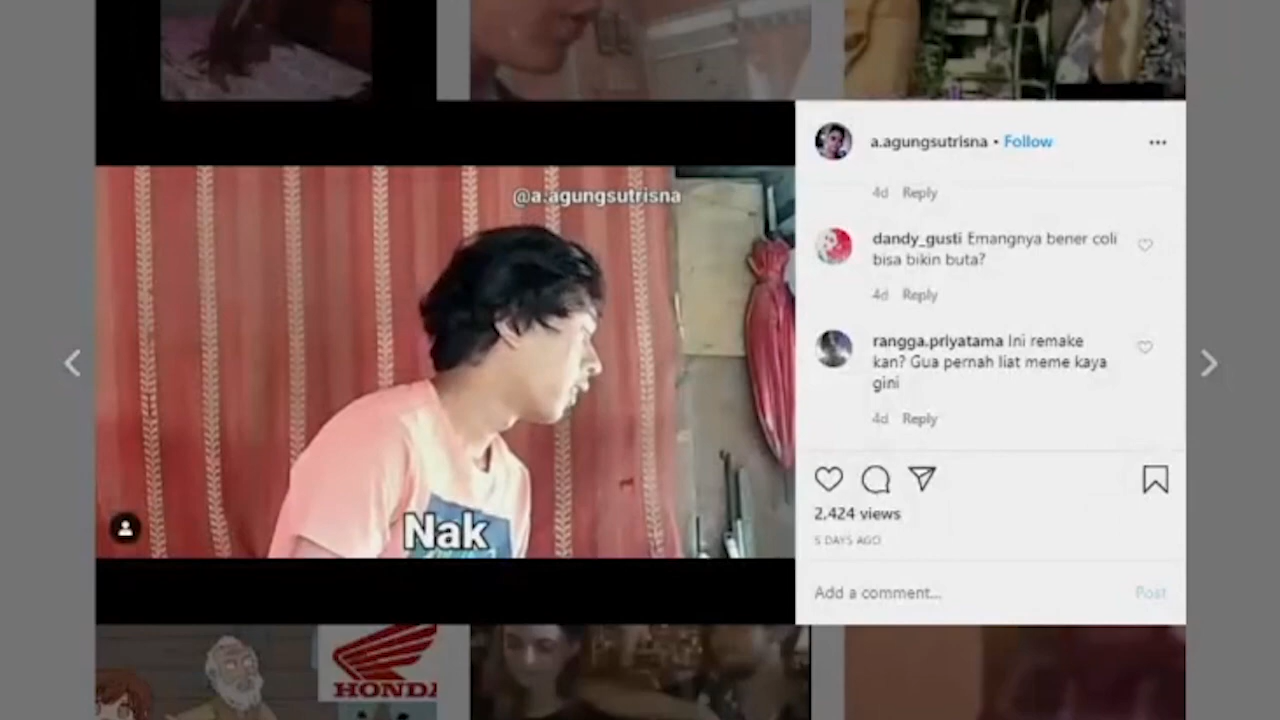 a.agungsutrisna • Follow
@a.agungsutrisna
4d Reply
dandy_gusti Emangnya bener coli
bisa bikin buta?
4d Reply
rangga.priyatama Ini remake
kan? Gua pernah liat meme kaya
gini
4d Reply
Nak
2.424 views
5 DAYS AGO
Add a comment... Post
HONDA